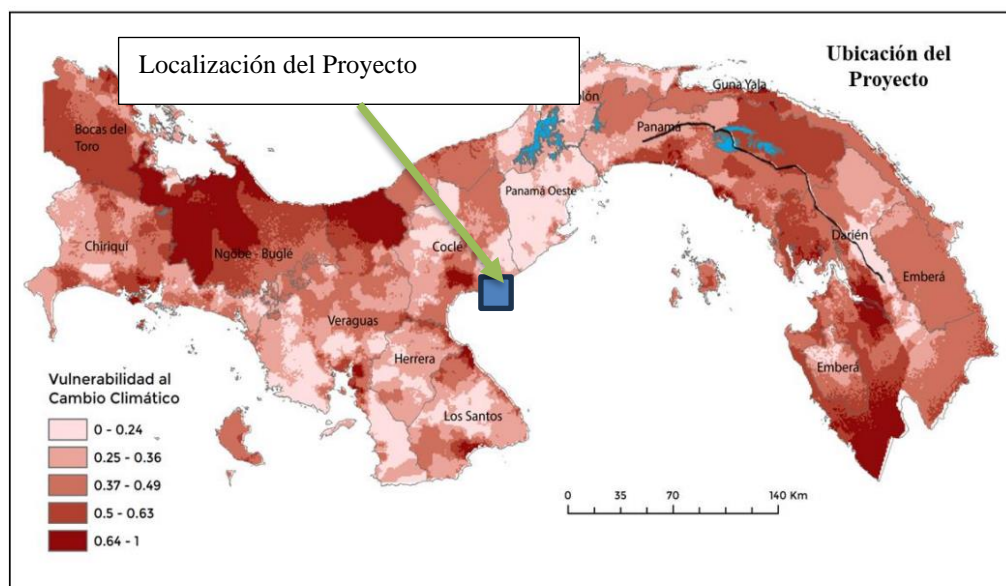 Localización del Proyecto
Ubicación del
Proyecto
Guna Yala
Panamá
Bocas del
Toro
Panamá Oeste
Chiriquí
Ngöbe - Buglé
Coclé
Darién
Emberá
Veraguas
Herrera
Emberá
Los Santos
Vulnerabilidad al
Cambio Climático
0 - 0.24
0.25 - 0.36
0.37 - 0.49
0.5 - 0.63
0.64 - 1
0 35 70 140 Km